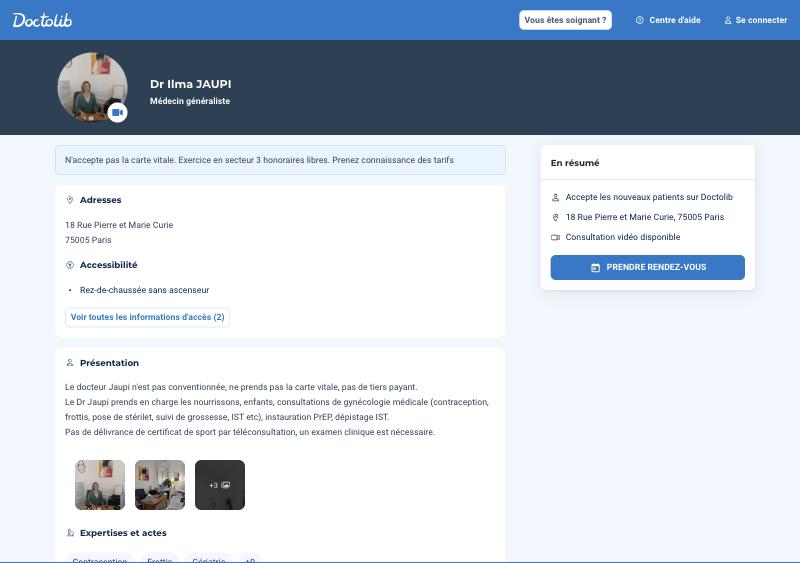 Doctolib
Vous êtes soignant ?
Centre d'aide
Se connecter
Dr Ilma JAUPI
Médecin généraliste
N'accepte pas la carte vitale. Exercice en secteur 3 honoraires libres. Prenez connaissance des tarifs
Adresses
18 Rue Pierre et Marie Curie
75005 Paris
Accessibilité
• Rez-de-chaussée sans ascenseur
Voir toutes les informations d'accès (2)
En résumé
Accepte les nouveaux patients sur Doctolib
18 Rue Pierre et Marie Curie, 75005 Paris
Consultation vidéo disponible
PRENDRE RENDEZ-VOUS
Présentation
Le docteur Jaupi n'est pas conventionnée, ne prends pas la carte vitale, pas de tiers payant.
Le Dr Jaupi prends en charge les nourrissons, enfants, consultations de gynécologie médicale (contraception,
frottis, pose de stérilet, suivi de grossesse, IST etc), instauration PrEP, dépistage IST.
Pas de délivrance de certificat de sport par téléconsultation, un examen clinique est nécessaire.
+3
Expertises et actes
Contraception
Frottis
Gériatrie
+9